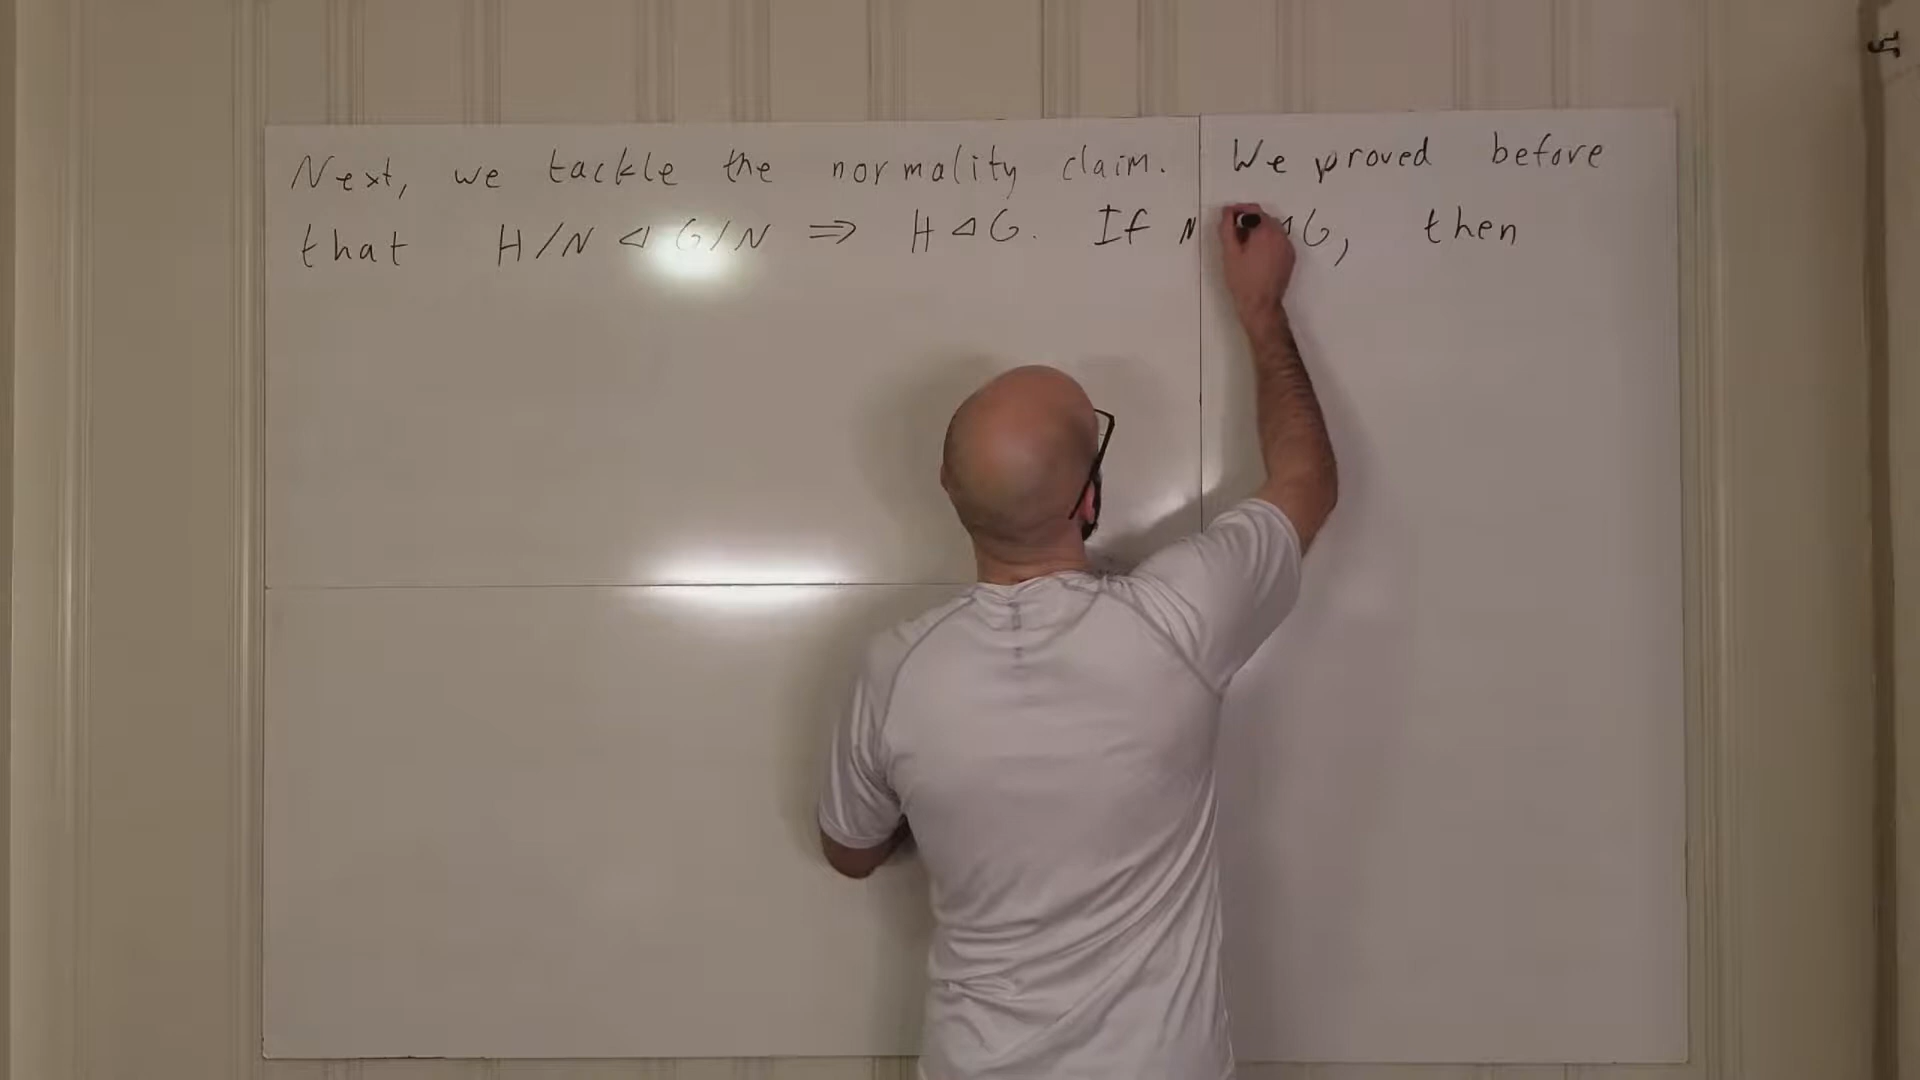 Next, we tackle the normality claim. We proved before
that H/N ⊲ G/N ⇒ H ⊲ G. If N ⊲ G, then